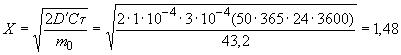 X = √(2D′Cτ / m₀) = √(2·1·10⁻⁴·3·10⁻⁴(50·365·24·3600) / 43,2) = 1,48